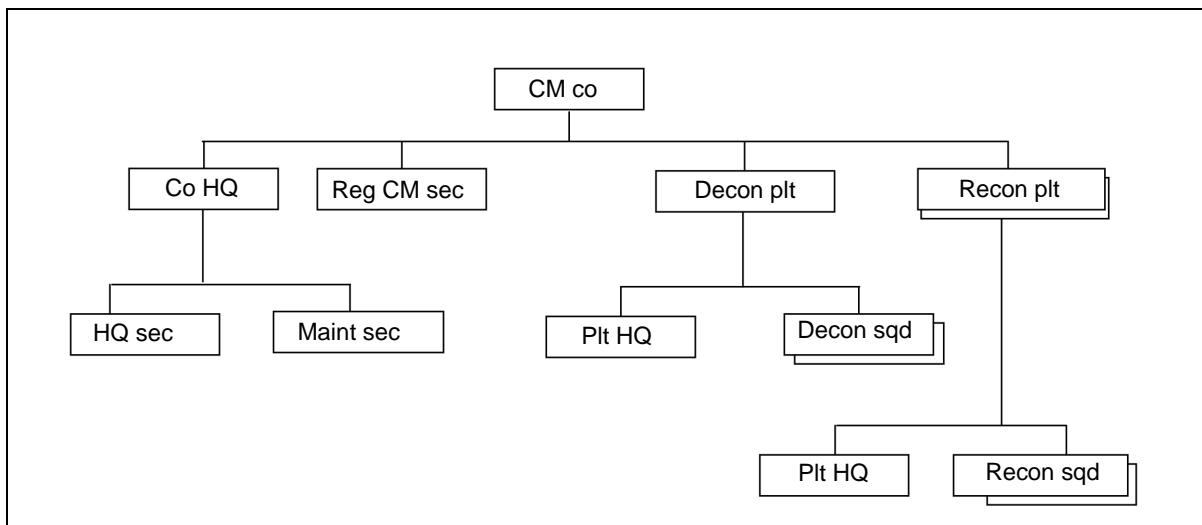 CM co
Co HQ
Reg CM sec
Decon plt
Recon plt
HQ sec
Maint sec
Plt HQ
Decon sqd
Plt HQ
Recon sqd